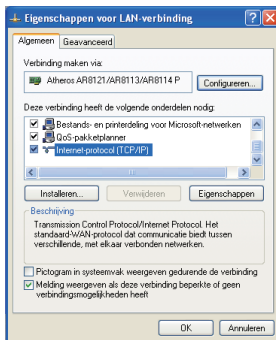 Eigenschappen voor LAN-verbinding
Algemeen Geavanceerd
Verbinding maken via:
Atheros AR8121/AR8113/AR8114 P
Configureren...
Deze verbinding heeft de volgende onderdelen nodig:
Bestands- en printerdeling voor Microsoft-netwerken
QoS-pakketplanner
Internet-protocol (TCP/IP)
Installeren... Verwijderen Eigenschappen
Beschrijving
Transmission Control Protocol/Internet Protocol. Het
standaard-WAN-protocol dat communicatie biedt tussen
verschillende, met elkaar verbonden netwerken.
Pictogram in systeemvak weergeven gedurende de verbinding
Melding weergeven als deze verbinding beperkte of geen
verbindingsmogelijkheden heeft
OK Annuleren